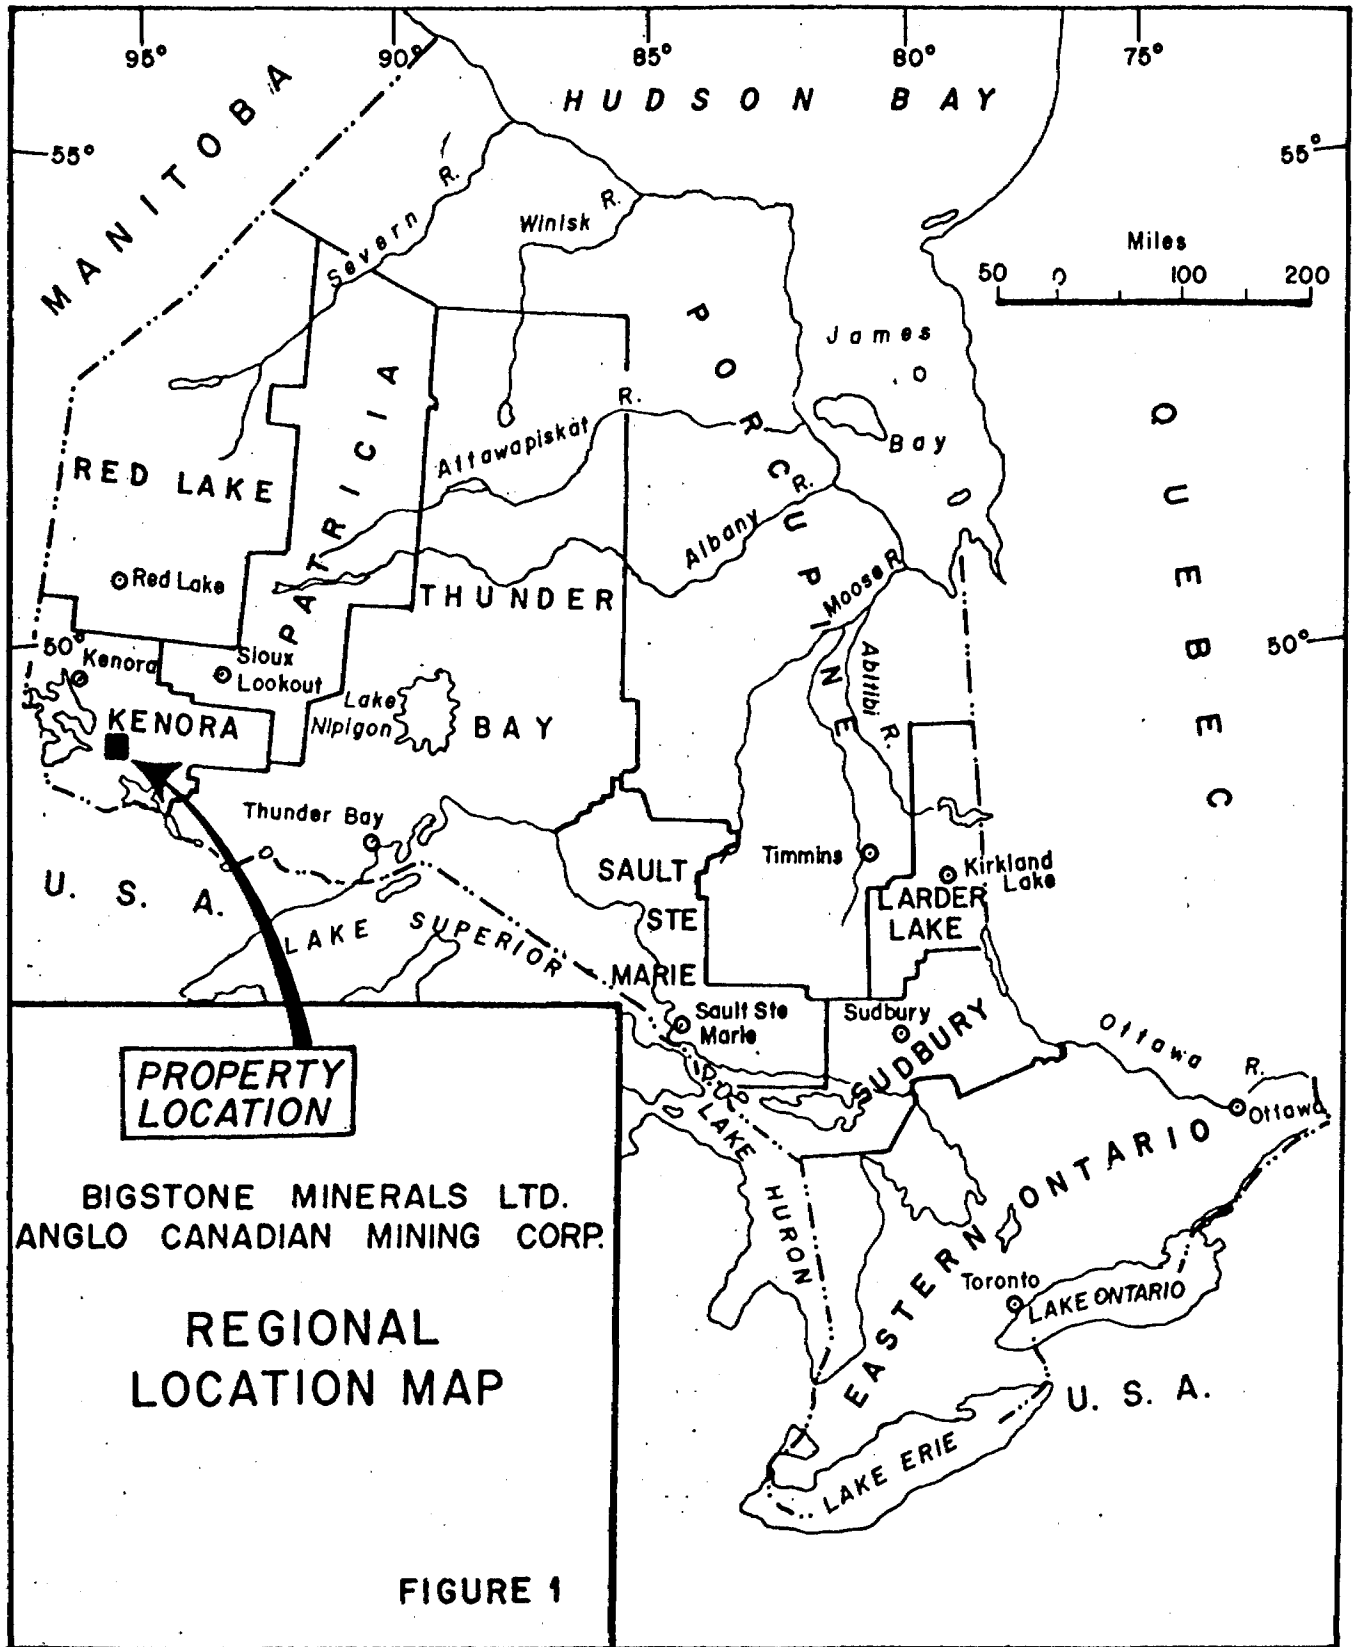 95° 90° 85° 80° 75°
HUDSON BAY
MANITOBA
55° 55°
Severn R.
Winisk R.
Miles
50 0 100 200
James
Bay
PORCUPINE
QUEBEC
PATRICIA
Attawapiskat R.
RED LAKE
Albany R.
Red Lake
THUNDER
BAY
Moose R.
Abitibi R.
50° 50°
Kenora
Sioux
Lookout
Lake
Nipigon
KENORA
Thunder Bay
Timmins
Kirkland
Lake
LARDER
LAKE
SAULT
STE
MARIE
U. S. A.
LAKE SUPERIOR
Sault Ste
Marie
Sudbury
SUDBURY
Ottawa R.
Ottawa
LAKE
HURON
EASTERN ONTARIO
Toronto
LAKE ONTARIO
LAKE ERIE
U. S. A.
PROPERTY
LOCATION
BIGSTONE MINERALS LTD.
ANGLO CANADIAN MINING CORP.
REGIONAL
LOCATION MAP
FIGURE 1